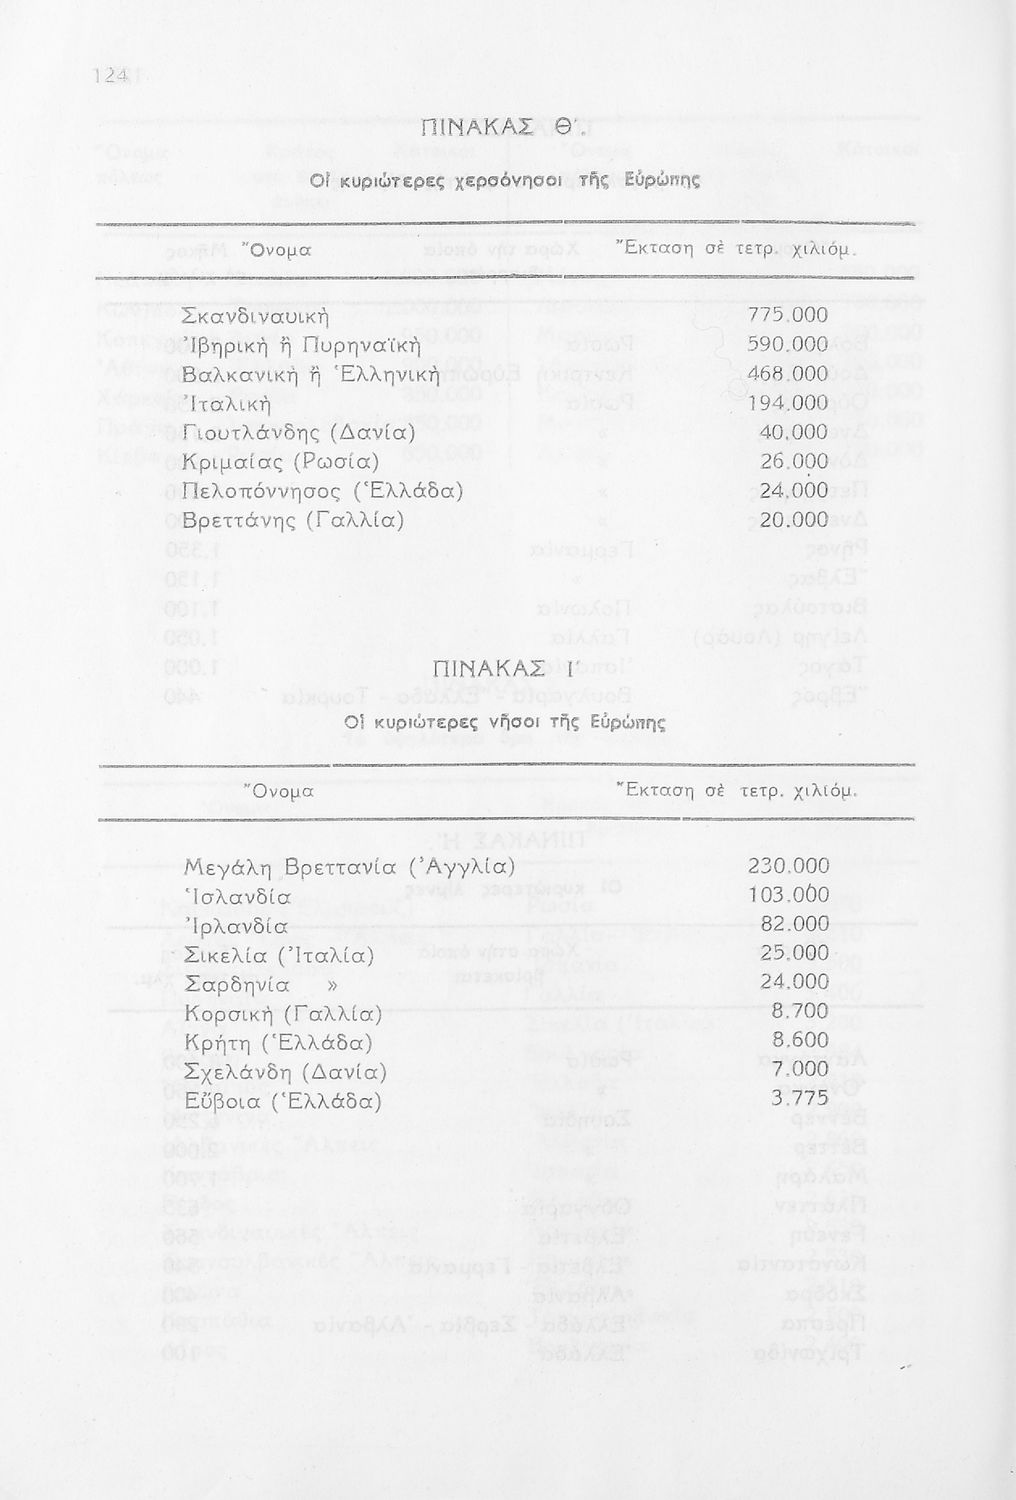 124
ΠΙΝΑΚΑΣ Θ΄.
Οἱ κυριώτερες χερσόνησοι τῆς Εὐρώπης
Ὄνομα Ἔκταση σὲ τετρ. χιλιόμ.
Σκανδιναυικὴ 775.000
Ἰβηρικὴ ἢ Πυρηναϊκὴ 590.000
Βαλκανικὴ ἢ Ἑλληνικὴ 468.000
Ἰταλικὴ 194.000
Γιουτλάνδης (Δανία) 40.000
Κριμαίας (Ρωσία) 26.000
Πελοπόννησος (Ἑλλάδα) 24.000
Βρεττάνης (Γαλλία) 20.000
ΠΙΝΑΚΑΣ Ι΄
Οἱ κυριώτερες νῆσοι τῆς Εὐρώπης
Ὄνομα Ἔκταση σὲ τετρ. χιλιόμ.
Μεγάλη Βρεττανία (Ἀγγλία) 230.000
Ἰσλανδία 103.000
Ἰρλανδία 82.000
Σικελία (Ἰταλία) 25.000
Σαρδηνία » 24.000
Κορσικὴ (Γαλλία) 8.700
Κρήτη (Ἑλλάδα) 8.600
Σχελάνδη (Δανία) 7.000
Εὔβοια (Ἑλλάδα) 3.775